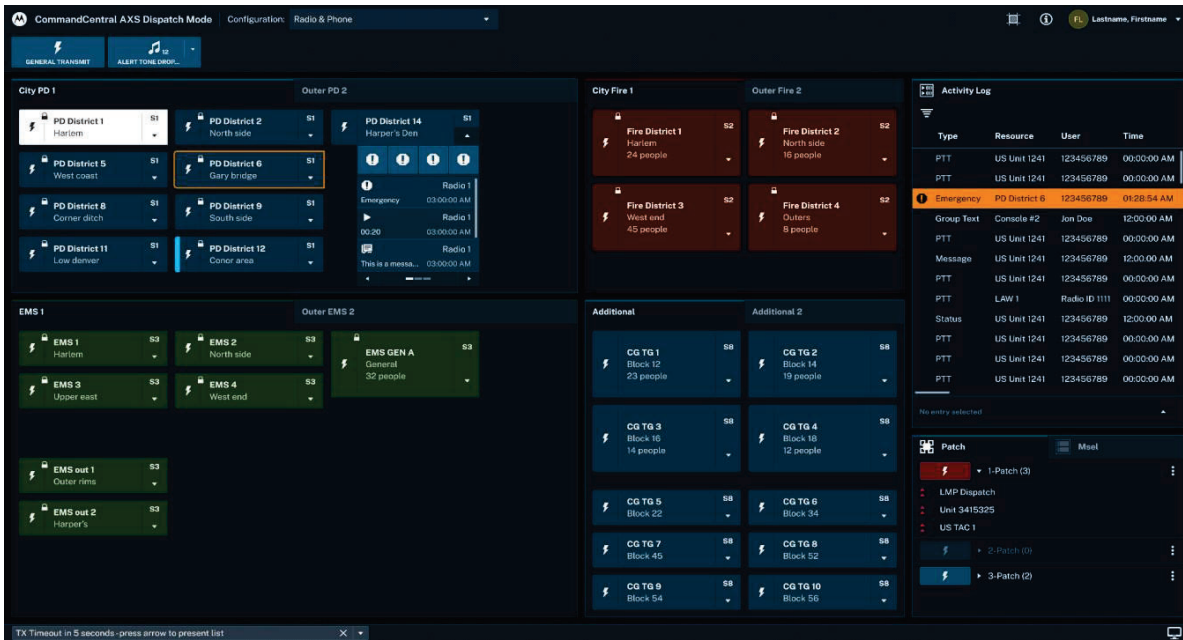 CommandCentral AXS Dispatch Mode
Configuration: Radio & Phone
FL Lastname, Firstname
GENERAL TRANSMIT
12
ALERT TONE DROP...
City PD 1
Outer PD 2
PD District 1 S1
Harlem
PD District 2 S1
North side
PD District 14 S1
Harper's Den
PD District 5 S1
West coast
PD District 6 S1
Gary bridge
PD District 8 S1
Corner ditch
PD District 9 S1
South side
PD District 11 S1
Low denver
PD District 12 S1
Conor area
Radio 1
Emergency 03:00:00 AM
Radio 1
00:20 03:00:00 AM
Radio 1
This is a messa... 03:00:00 AM
City Fire 1
Outer Fire 2
Fire District 1 S2
Harlem
24 people
Fire District 2 S2
North side
16 people
Fire District 3 S2
West end
45 people
Fire District 4 S2
Outers
8 people
EMS 1
Outer EMS 2
EMS 1 S3
Harlem
EMS 2 S3
North side
EMS GEN A S3
General
32 people
EMS 3 S3
Upper east
EMS 4 S3
West end
EMS out 1 S3
Outer rims
EMS out 2 S3
Harper's
Additional
Additional 2
CG TG 1 S8
Block 12
23 people
CG TG 2 S8
Block 14
19 people
CG TG 3 S8
Block 16
14 people
CG TG 4 S8
Block 18
12 people
CG TG 5 S8
Block 22
CG TG 6 S8
Block 34
CG TG 7 S8
Block 45
CG TG 8 S8
Block 52
CG TG 9 S8
Block 54
CG TG 10 S8
Block 56
Activity Log
Type Resource User Time
PTT US Unit 1241 123456789 00:00:00 AM
PTT US Unit 1241 123456789 00:00:00 AM
Emergency PD District 6 123456789 01:28:54 AM
Group Text Console #2 Jon Doe 12:00:00 AM
PTT US Unit 1241 123456789 00:00:00 AM
Message US Unit 1241 123456789 12:00:00 AM
PTT US Unit 1241 123456789 00:00:00 AM
PTT LAW 1 Radio ID 1111 00:00:00 AM
Status US Unit 1241 123456789 12:00:00 AM
PTT US Unit 1241 123456789 00:00:00 AM
PTT US Unit 1241 123456789 00:00:00 AM
PTT US Unit 1241 123456789 00:00:00 AM
No entry selected
Patch
Msel
1-Patch (3)
LMP Dispatch
Unit 3415325
US TAC 1
2-Patch (0)
3-Patch (2)
TX Timeout in 5 seconds-press arrow to present list